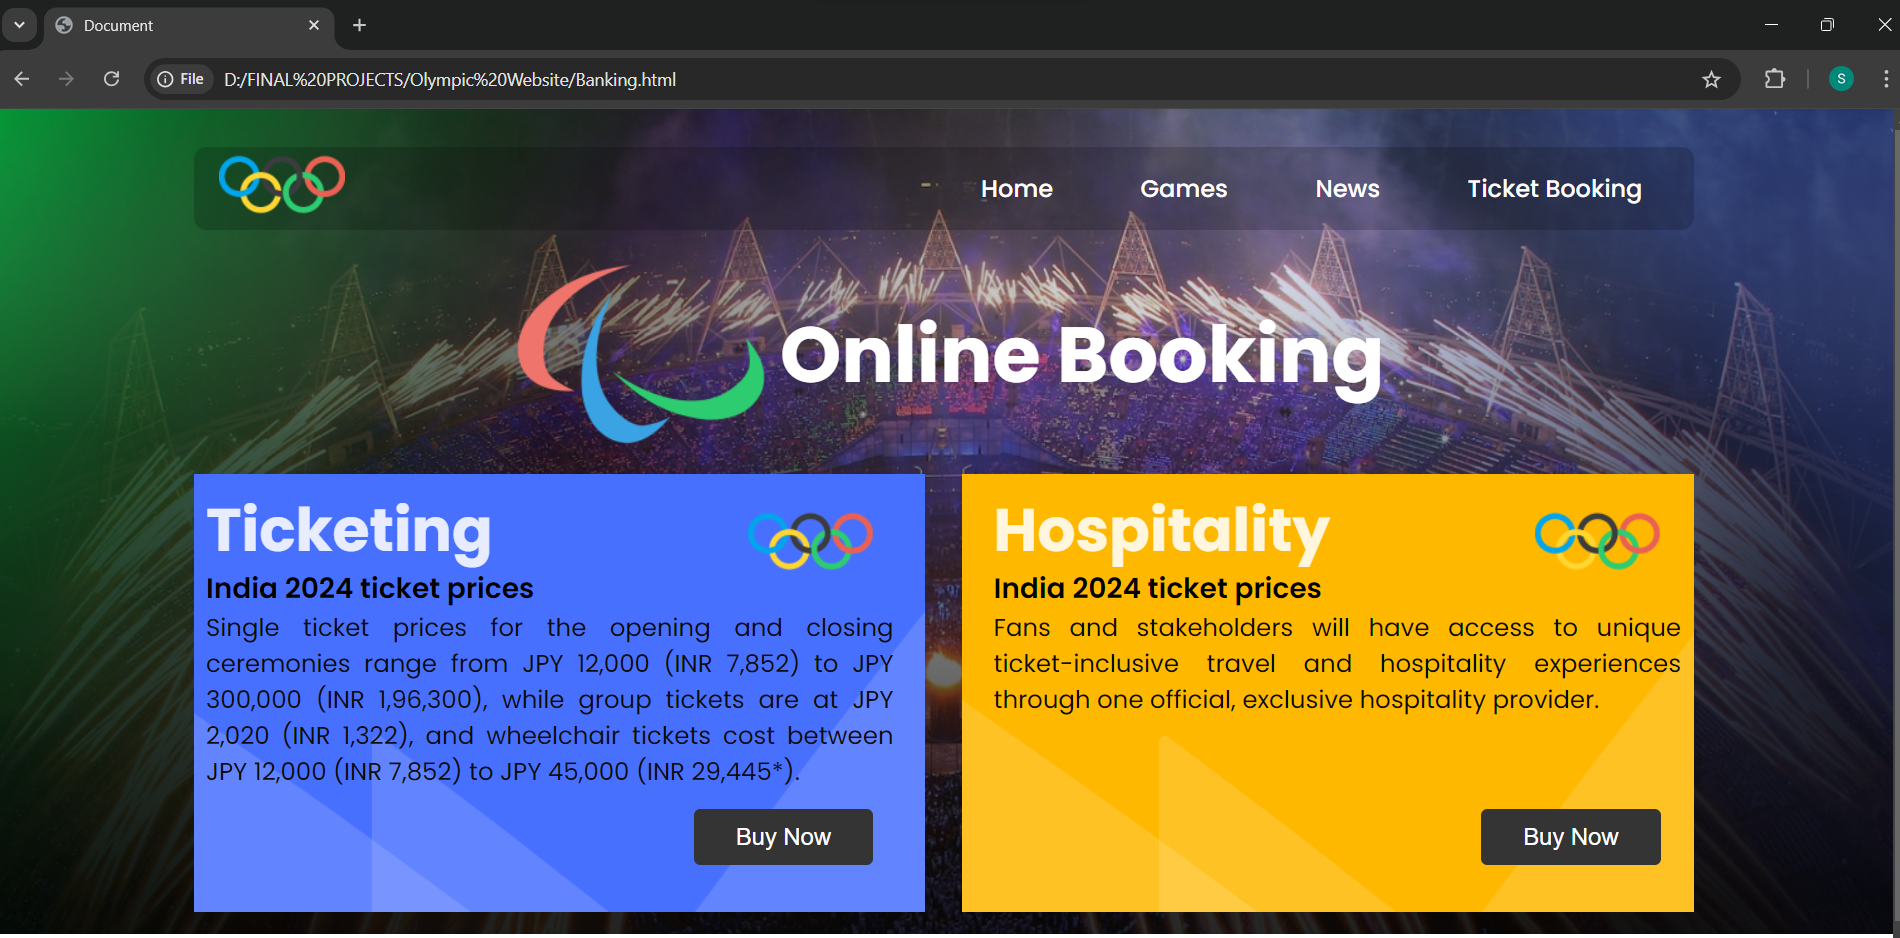 Document
File
D:/FINAL%20PROJECTS/Olympic%20Website/Banking.html
S
Home
Games
News
Ticket Booking
Online Booking
Ticketing
India 2024 ticket prices
Single ticket prices for the opening and closing
ceremonies range from JPY 12,000 (INR 7,852) to JPY
300,000 (INR 1,96,300), while group tickets are at JPY
2,020 (INR 1,322), and wheelchair tickets cost between
JPY 12,000 (INR 7,852) to JPY 45,000 (INR 29,445*).
Buy Now
Hospitality
India 2024 ticket prices
Fans and stakeholders will have access to unique
ticket-inclusive travel and hospitality experiences
through one official, exclusive hospitality provider.
Buy Now